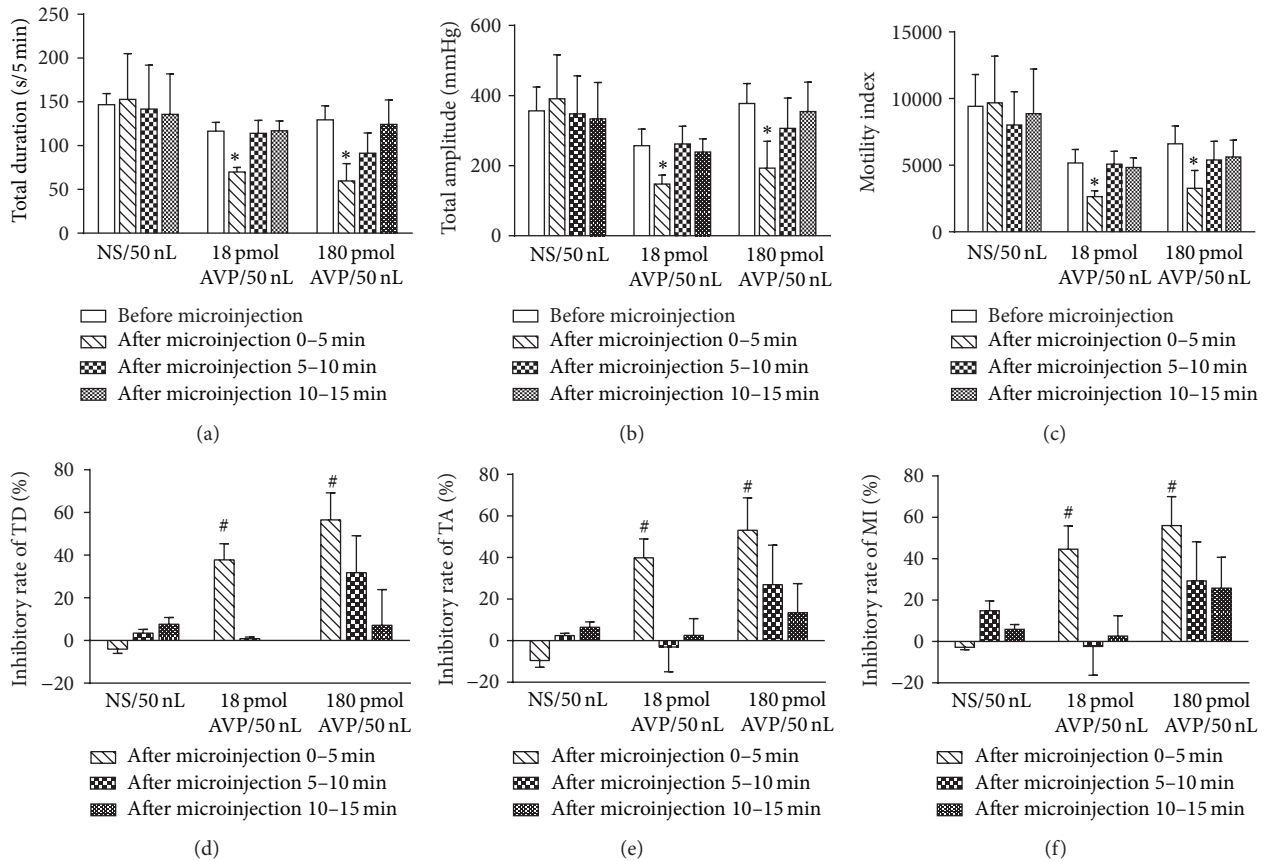 150
Total duration (s/5 min)
100
50
0
*
*
NS/50 nL
18 pmol
AVP/50 nL
180 pmol
AVP/50 nL
Before microinjection
After microinjection 0–5 min
After microinjection 5–10 min
After microinjection 10–15 min
(a)
600
Total amplitude (mmHg)
400
200
0
*
*
NS/50 nL
18 pmol
AVP/50 nL
180 pmol
AVP/50 nL
Before microinjection
After microinjection 0–5 min
After microinjection 5–10 min
After microinjection 10–15 min
(b)
15000
Motility index
10000
5000
0
*
*
NS/50 nL
18 pmol
AVP/50 nL
180 pmol
AVP/50 nL
Before microinjection
After microinjection 0–5 min
After microinjection 5–10 min
After microinjection 10–15 min
(c)
80
Inhibitory rate of TD (%)
60
40
20
0
−20
#
#
NS/50 nL
18 pmol
AVP/50 nL
180 pmol
AVP/50 nL
After microinjection 0–5 min
After microinjection 5–10 min
After microinjection 10–15 min
(d)
80
Inhibitory rate of TA (%)
60
40
20
0
−20
#
#
NS/50 nL
18 pmol
AVP/50 nL
180 pmol
AVP/50 nL
After microinjection 0–5 min
After microinjection 5–10 min
After microinjection 10–15 min
(e)
80
Inhibitory rate of MI (%)
60
40
20
0
−20
#
#
NS/50 nL
18 pmol
AVP/50 nL
180 pmol
AVP/50 nL
After microinjection 0–5 min
After microinjection 5–10 min
After microinjection 10–15 min
(f)
250
200